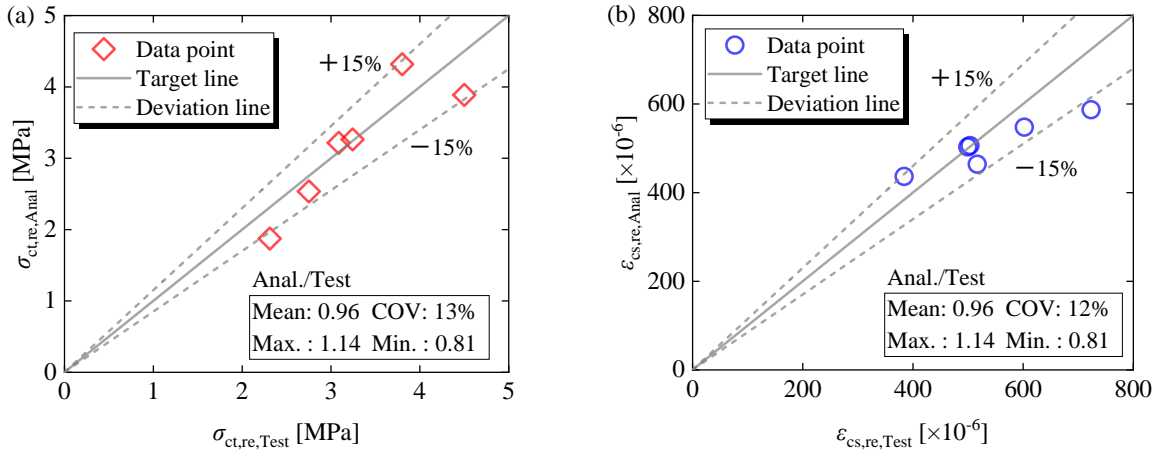 (a)
5
4
3
2
1
0
σct,re,Anal [MPa]
Data point
Target line
Deviation line
+15%
−15%
Anal./Test
Mean: 0.96 COV: 13%
Max. : 1.14 Min. : 0.81
0 1 2 3 4 5
σct,re,Test [MPa]
(b)
800
600
400
200
0
εcs,re,Anal [×10⁻⁶]
Data point
Target line
Deviation line
+15%
−15%
Anal./Test
Mean: 0.96 COV: 12%
Max. : 1.14 Min. : 0.81
0 200 400 600 800
εcs,re,Test [×10⁻⁶]